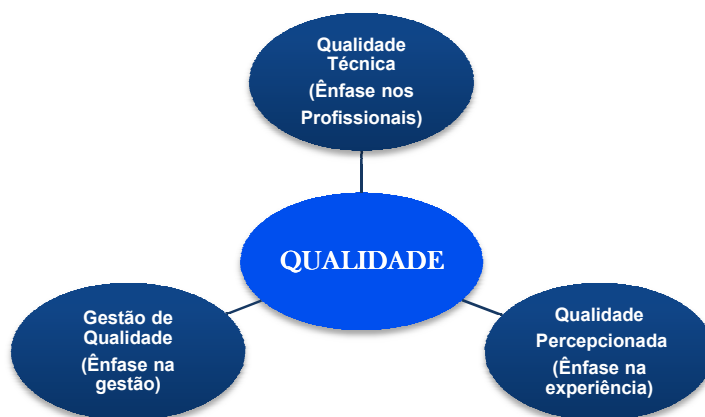 Qualidade
Técnica
(Ênfase nos
Profissionais)
QUALIDADE
Gestão de
Qualidade
(Ênfase na
gestão)
Qualidade
Percepcionada
(Ênfase na
experiência)